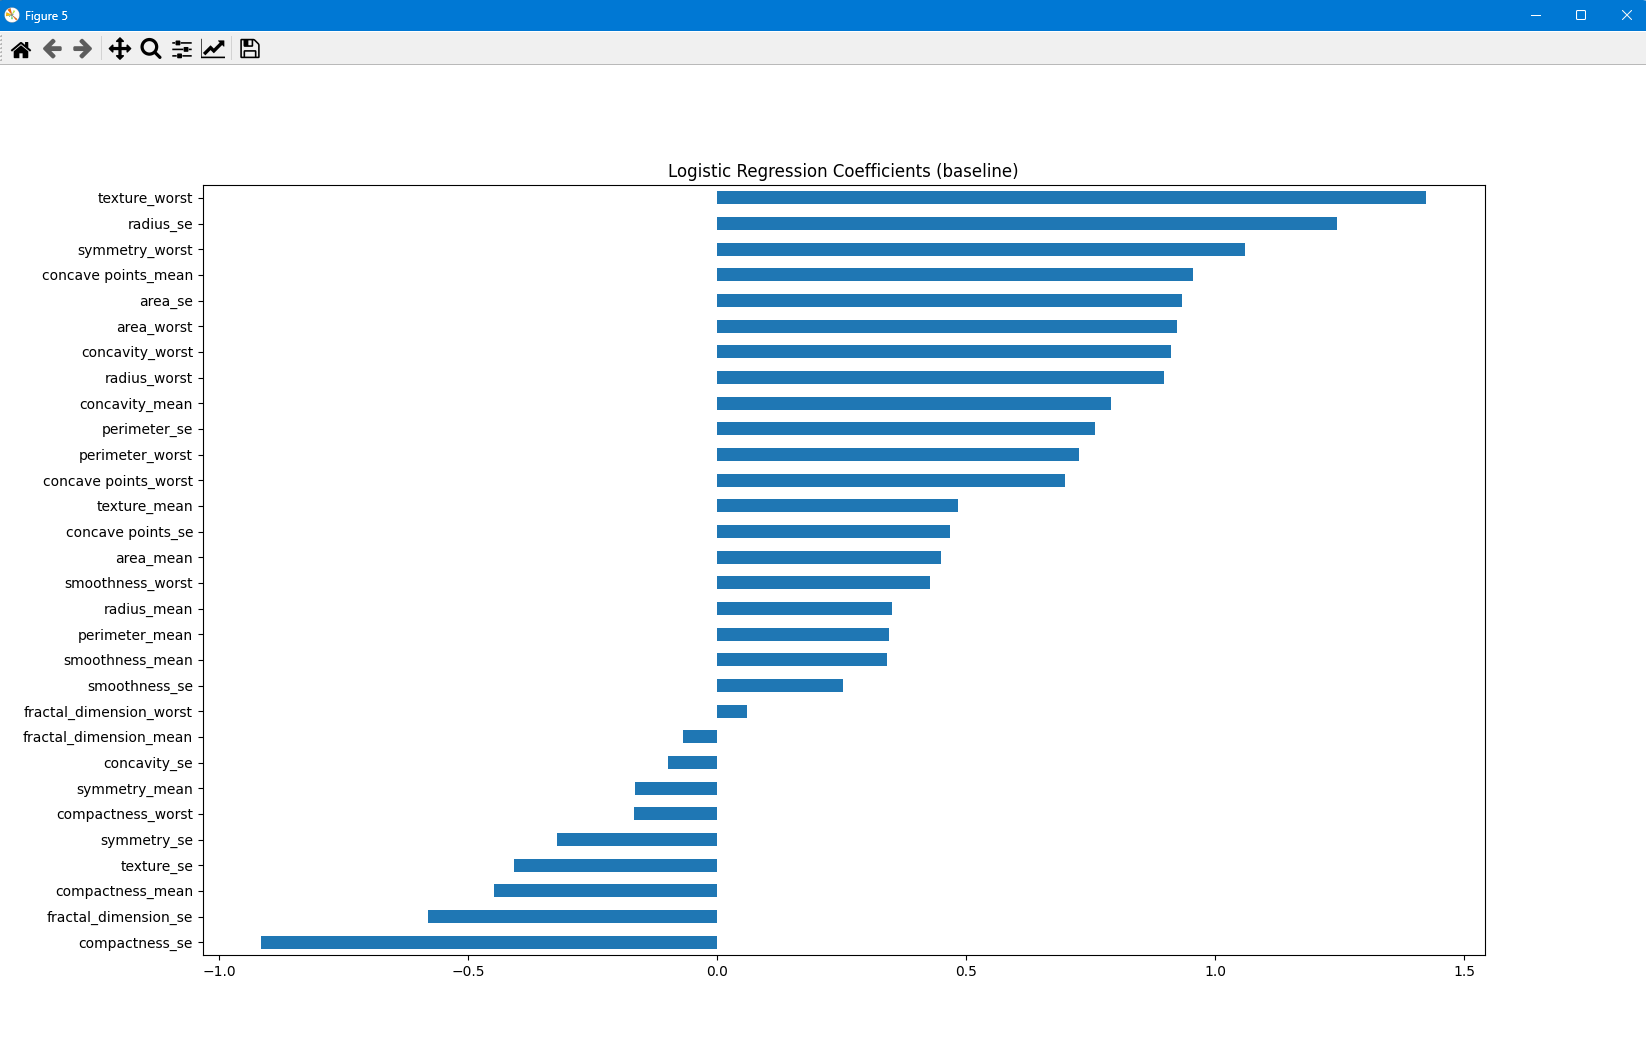 Figure 5
Logistic Regression Coefficients (baseline)
texture_worst
radius_se
symmetry_worst
concave points_mean
area_se
area_worst
concavity_worst
radius_worst
concavity_mean
perimeter_se
perimeter_worst
concave points_worst
texture_mean
concave points_se
area_mean
smoothness_worst
radius_mean
perimeter_mean
smoothness_mean
smoothness_se
fractal_dimension_worst
fractal_dimension_mean
concavity_se
symmetry_mean
compactness_worst
symmetry_se
texture_se
compactness_mean
fractal_dimension_se
compactness_se
−1.0 −0.5 0.0 0.5 1.0 1.5